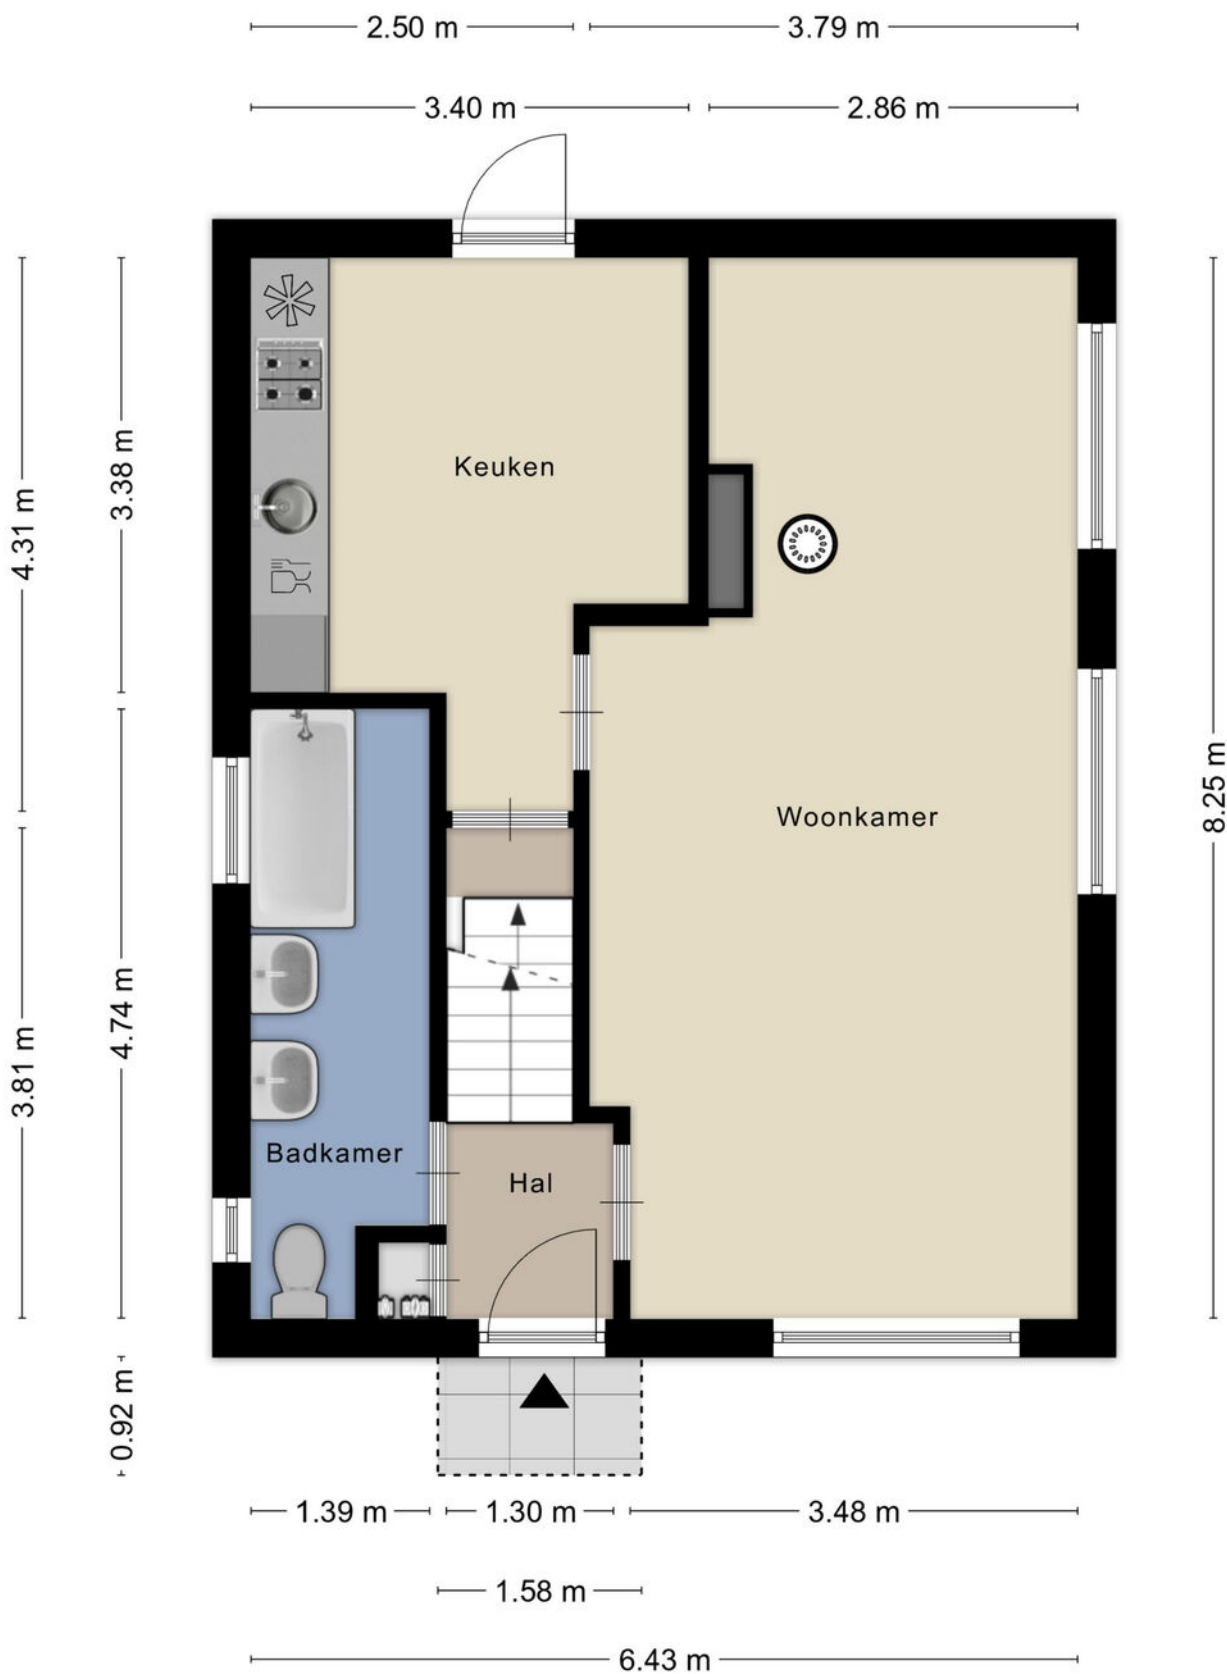 2.50 m 3.79 m
3.40 m 2.86 m
Keuken
3.38 m
4.31 m
8.25 m
Woonkamer
4.74 m
3.81 m
Badkamer
Hal
0.92 m
1.39 m 1.30 m 3.48 m
1.58 m
6.43 m